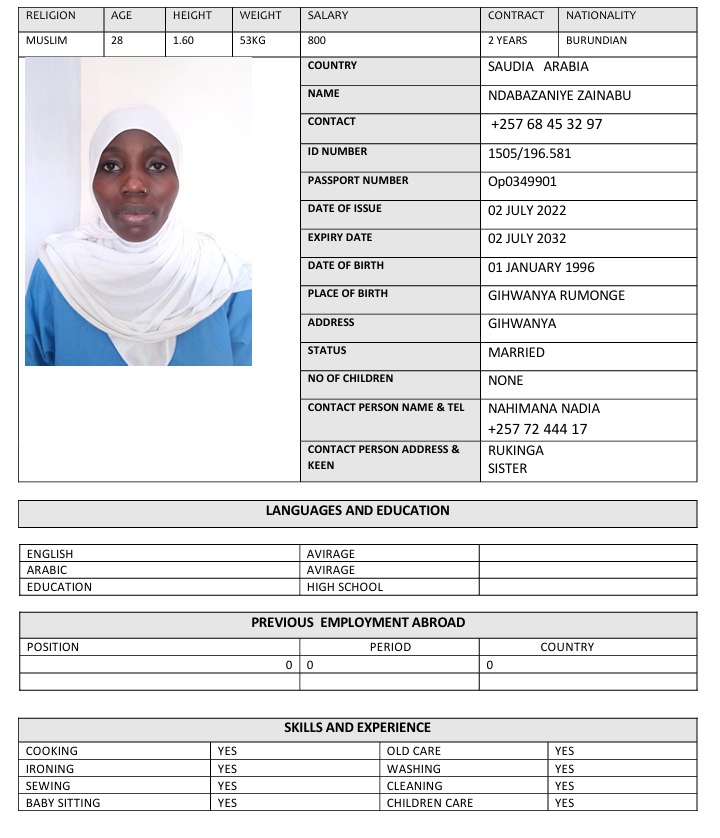 RELIGION AGE HEIGHT WEIGHT SALARY CONTRACT NATIONALITY
MUSLIM 28 1.60 53KG 800 2 YEARS BURUNDIAN
COUNTRY SAUDIA ARABIA
NAME NDABAZANIYE ZAINABU
CONTACT +257 68 45 32 97
ID NUMBER 1505/196.581
PASSPORT NUMBER Op0349901
DATE OF ISSUE 02 JULY 2022
EXPIRY DATE 02 JULY 2032
DATE OF BIRTH 01 JANUARY 1996
PLACE OF BIRTH GIHWANYA RUMONGE
ADDRESS GIHWANYA
STATUS MARRIED
NO OF CHILDREN NONE
CONTACT PERSON NAME & TEL NAHIMANA NADIA
+257 72 444 17
CONTACT PERSON ADDRESS & RUKINGA
KEEN SISTER
LANGUAGES AND EDUCATION
ENGLISH AVIRAGE
ARABIC AVIRAGE
EDUCATION HIGH SCHOOL
PREVIOUS EMPLOYMENT ABROAD
POSITION PERIOD COUNTRY
0 0 0
SKILLS AND EXPERIENCE
COOKING YES OLD CARE YES
IRONING YES WASHING YES
SEWING YES CLEANING YES
BABY SITTING YES CHILDREN CARE YES